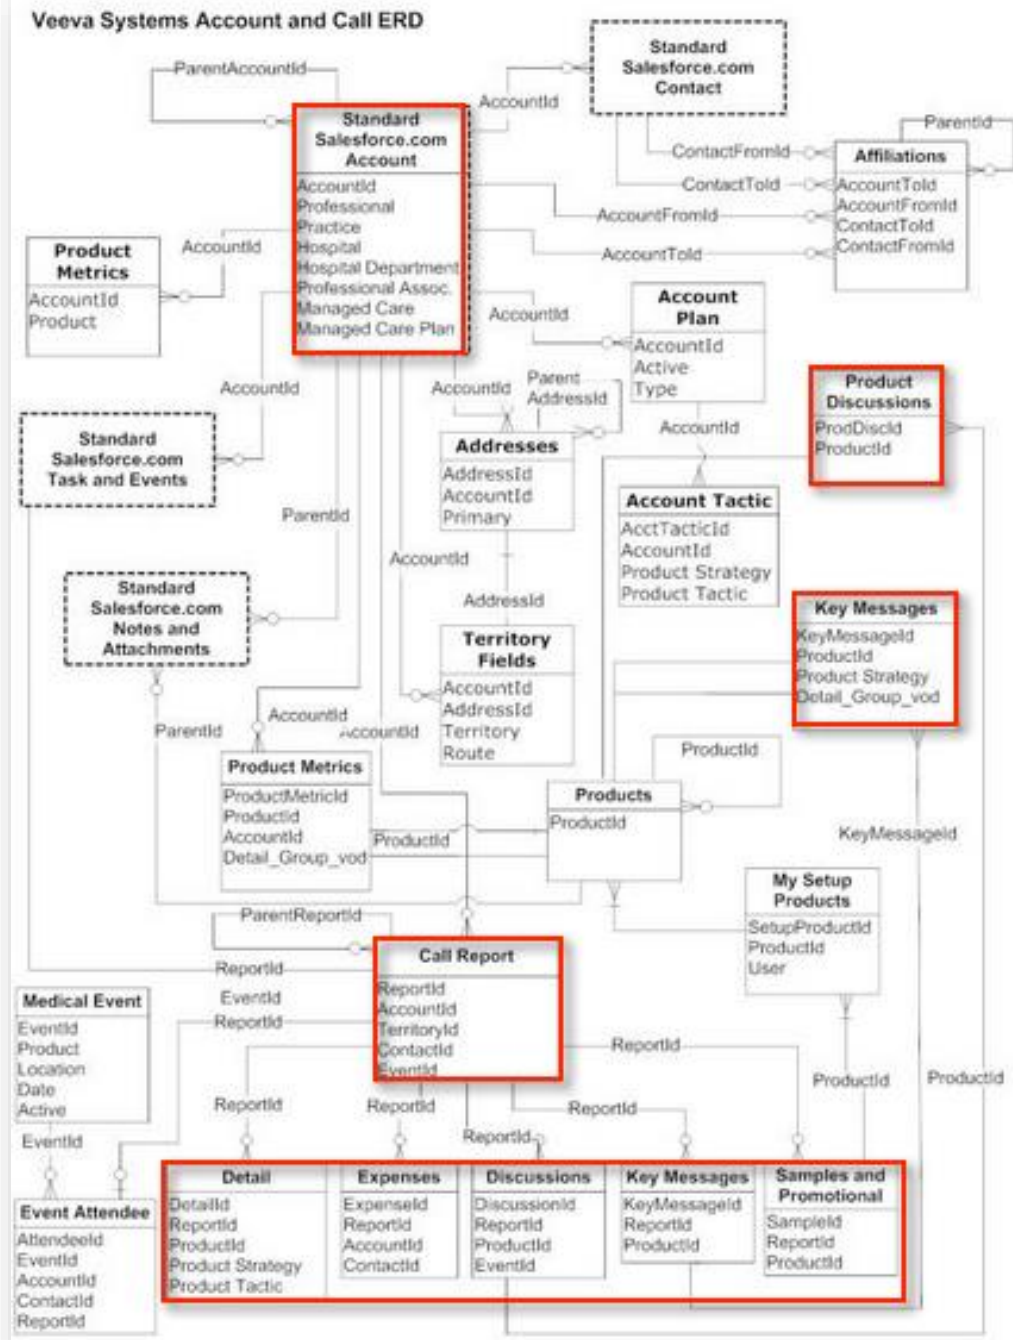 Veeva Systems Account and Call ERD
Standard
Salesforce.com
Contact
ParentAccountId
AccountId
ParentId
Standard
Salesforce.com
Account
AccountId
Professional
Practice
Hospital
Hospital Department
Professional Assoc.
Managed Care
Managed Care Plan
ContactFromId
ContactToId
AccountFromId
AccountToId
Affiliations
AccountToId
AccountFromId
ContactToId
ContactFromId
AccountId
Product
Metrics
AccountId
Product
AccountId
Account
Plan
AccountId
Active
Type
AccountId
AccountId
Parent
AddressId
AccountId
Product
Discussions
ProdDiscId
ProductId
Standard
Salesforce.com
Task and Events
Addresses
AddressId
AccountId
Primary
Account Tactic
AcctTacticId
AccountId
Product Strategy
Product Tactic
ParentId
AccountId
AddressId
Standard
Salesforce.com
Notes and
Attachments
Territory
Fields
AccountId
AddressId
Territory
Route
Key Messages
KeyMessageId
ProductId
Product Strategy
Detail_Group_vod
ParentId
AccountId
AccountId
ProductId
Product Metrics
ProductMetricId
ProductId
AccountId
Detail_Group_vod
ProductId
Products
ProductId
KeyMessageId
My Setup
Products
SetupProductId
ProductId
User
ParentReportId
ReportId
EventId
ReportId
Call Report
ReportId
AccountId
TerritoryId
ContactId
EventId
Medical Event
EventId
Product
Location
Date
Active
EventId
ReportId
ReportId
ReportId
ReportId
ReportId
ProductId
ProductId
Event Attendee
AttendeeId
EventId
AccountId
ContactId
ReportId
Detail
DetailId
ReportId
ProductId
Product Strategy
Product Tactic
Expenses
ExpenseId
ReportId
AccountId
ContactId
Discussions
DiscussionId
ReportId
ProductId
EventId
Key Messages
KeyMessageId
ReportId
ProductId
Samples and
Promotional
SampleId
ReportId
ProductId